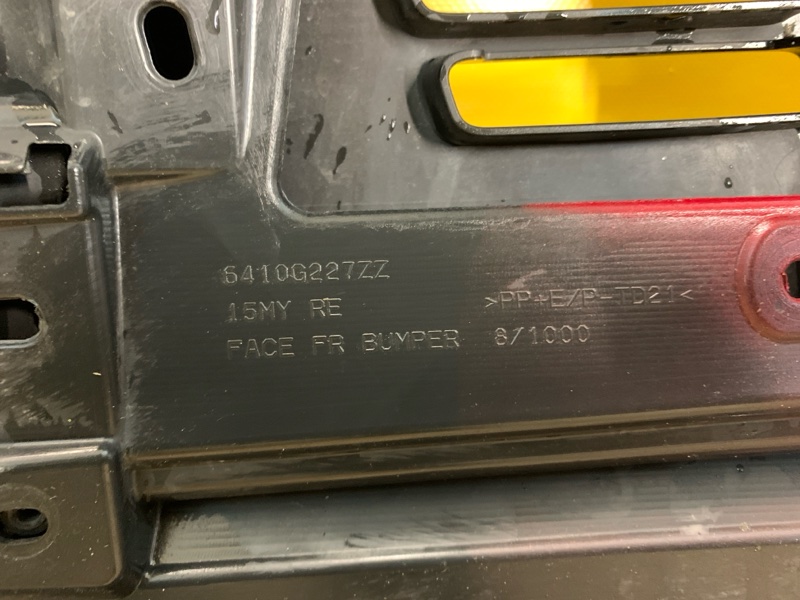 6410G227ZZ
15MY RE >PP+E/P-TD21<
FACE FR BUMPER 8/1000